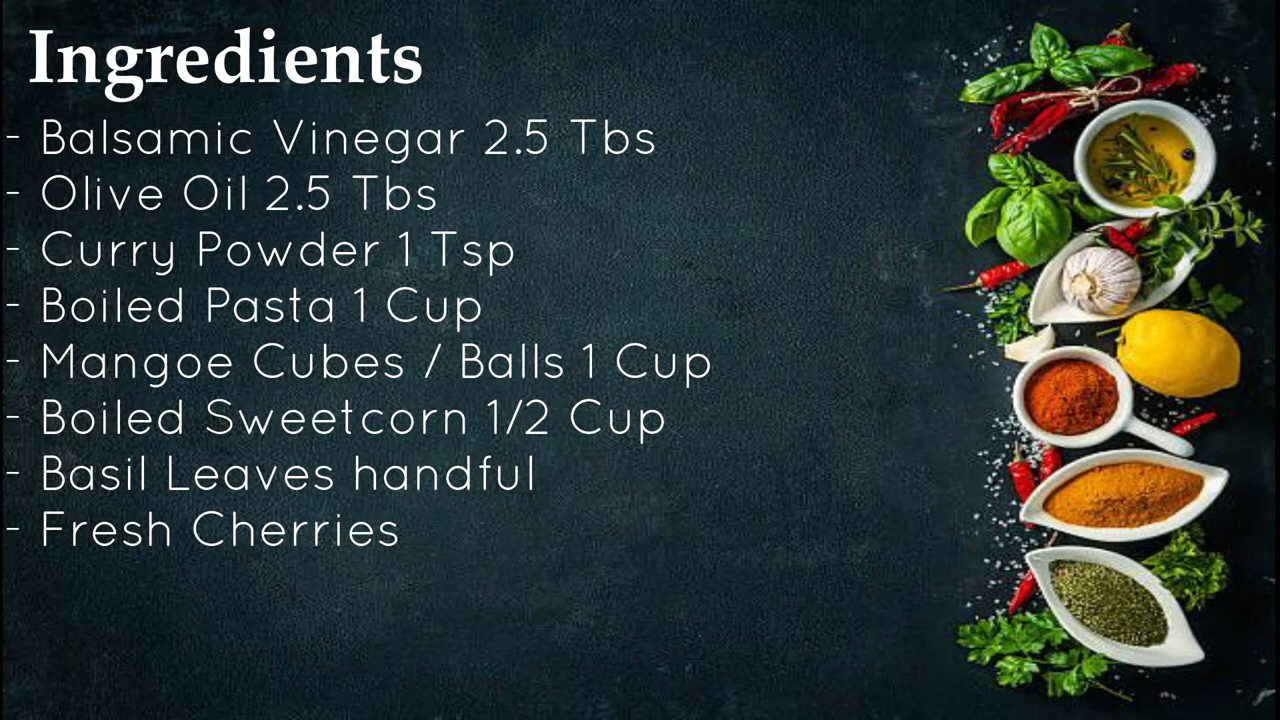 Ingredients
- Balsamic Vinegar 2.5 Tbs
- Olive Oil 2.5 Tbs
- Curry Powder 1 Tsp
- Boiled Pasta 1 Cup
- Mangoe Cubes / Balls 1 Cup
- Boiled Sweetcorn 1/2 Cup
- Basil Leaves handful
- Fresh Cherries